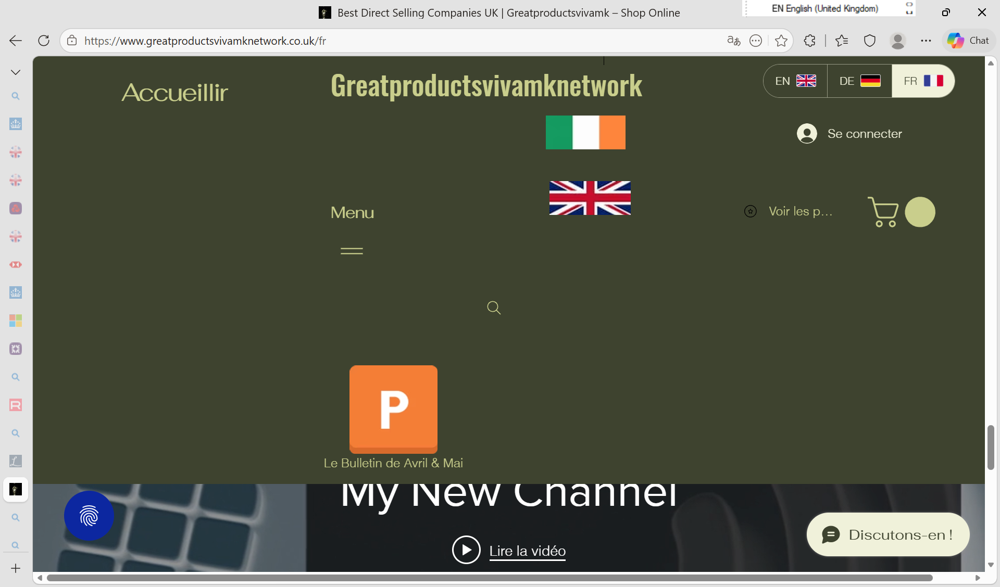 Best Direct Selling Companies UK | Greatproductsvivamk – Shop Online
EN English (United Kingdom)
https://www.greatproductsvivamknetwork.co.uk/fr
Chat
Accueillir
Greatproductsvivamknetwork
EN
DE
FR
Se connecter
Menu
Voir les p...
P
Le Bulletin de Avril & Mai
My New Channel
Lire la vidéo
Discutons-en !